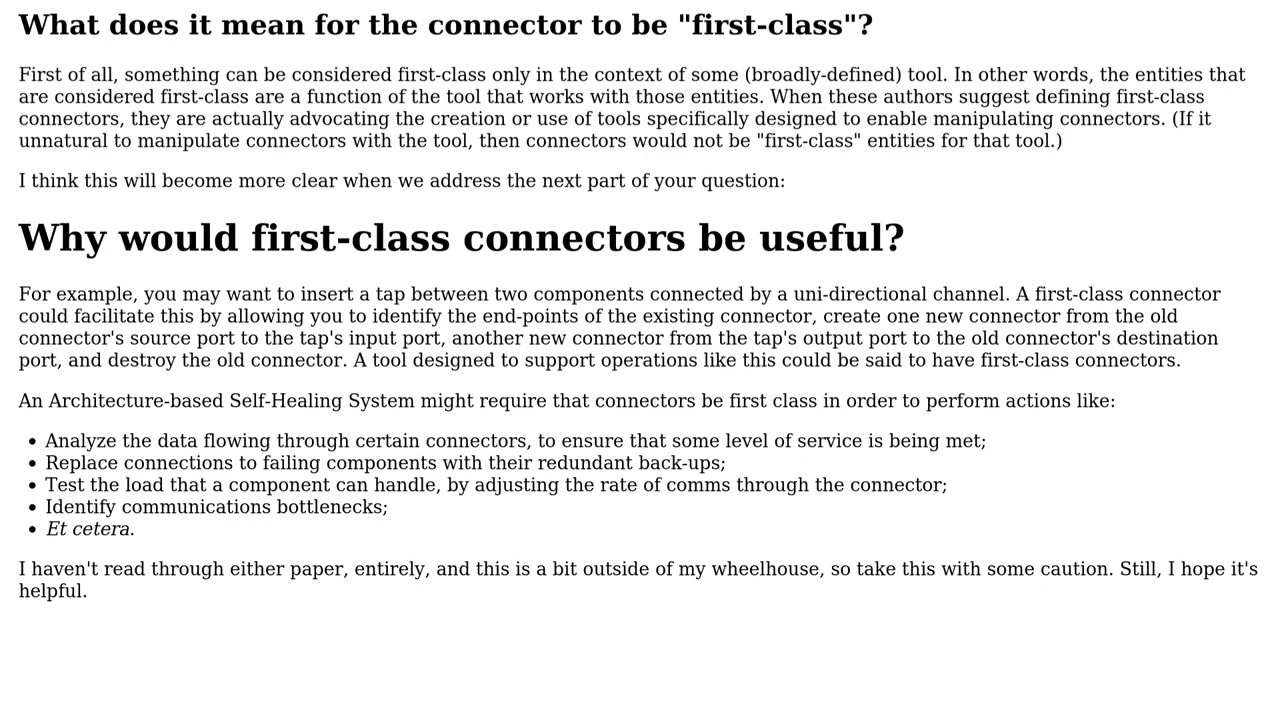 What does it mean for the connector to be "first-class"?
First of all, something can be considered first-class only in the context of some (broadly-defined) tool. In other words, the entities that
are considered first-class are a function of the tool that works with those entities. When these authors suggest defining first-class
connectors, they are actually advocating the creation or use of tools specifically designed to enable manipulating connectors. (If it
unnatural to manipulate connectors with the tool, then connectors would not be "first-class" entities for that tool.)
I think this will become more clear when we address the next part of your question:
Why would first-class connectors be useful?
For example, you may want to insert a tap between two components connected by a uni-directional channel. A first-class connector
could facilitate this by allowing you to identify the end-points of the existing connector, create one new connector from the old
connector's source port to the tap's input port, another new connector from the tap's output port to the old connector's destination
port, and destroy the old connector. A tool designed to support operations like this could be said to have first-class connectors.
An Architecture-based Self-Healing System might require that connectors be first class in order to perform actions like:
• Analyze the data flowing through certain connectors, to ensure that some level of service is being met;
• Replace connections to failing components with their redundant back-ups;
• Test the load that a component can handle, by adjusting the rate of comms through the connector;
• Identify communications bottlenecks;
• Et cetera.
I haven't read through either paper, entirely, and this is a bit outside of my wheelhouse, so take this with some caution. Still, I hope it's
helpful.